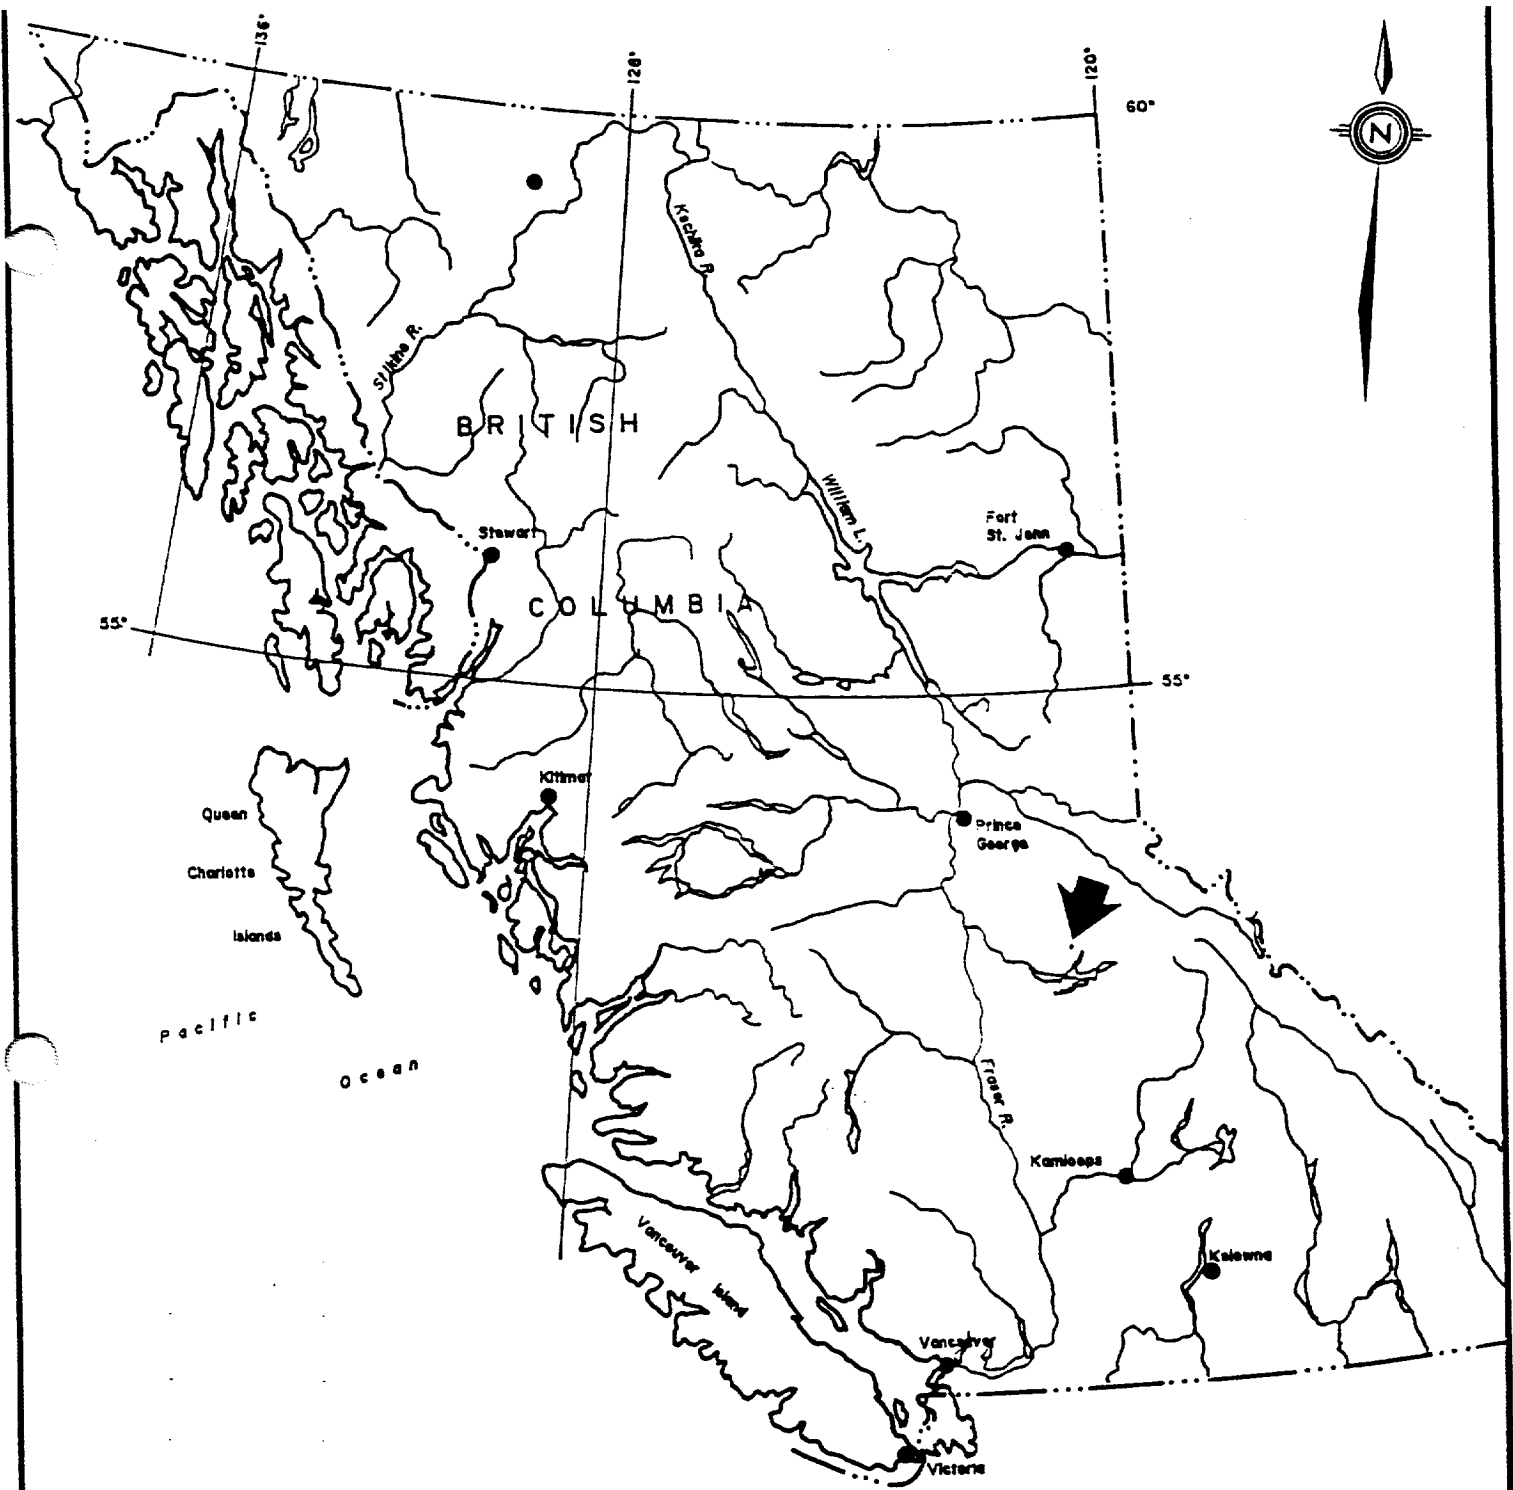 136°
128°
120°
60°
N
Kechika R.
Stikine R.
BRITISH
William L.
Fort
St. John
Stewart
COLUMBIA
55°
55°
Kitimat
Queen
Charlotte
Islands
Prince
George
Pacific
Ocean
Fraser R.
Kamloops
Vancouver
Island
Kelowna
Vancouver
Victoria